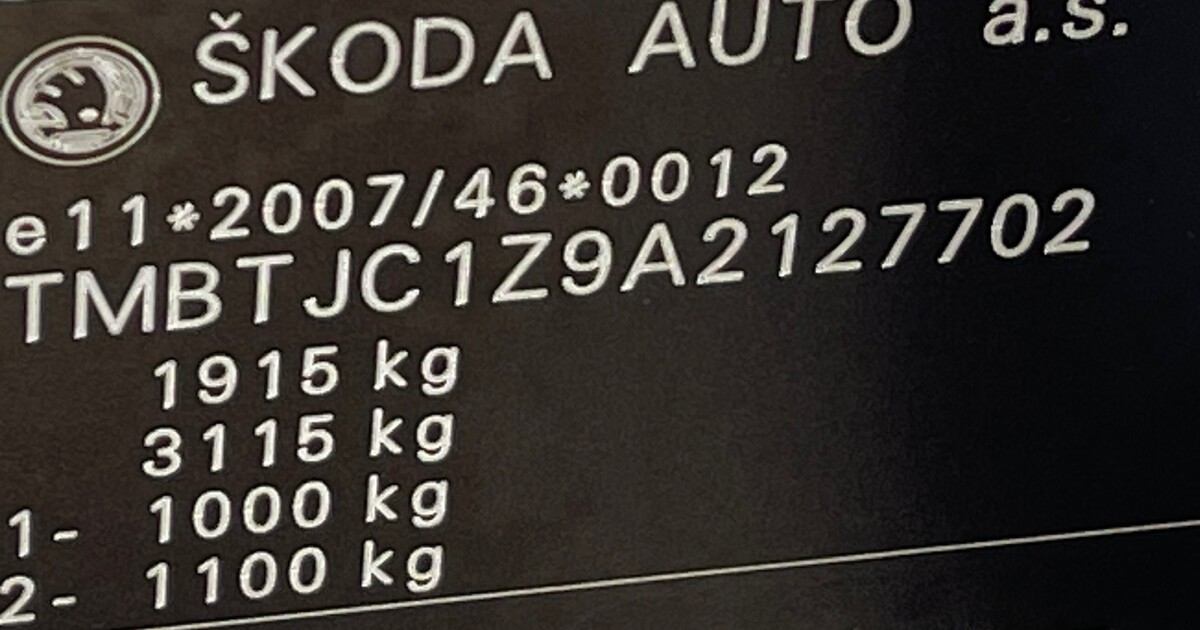 ŠKODA AUTO a.s.
e11*2007/46*0012
TMBTJC1Z9A2127702
1915 kg
3115 kg
1- 1000 kg
2- 1100 kg